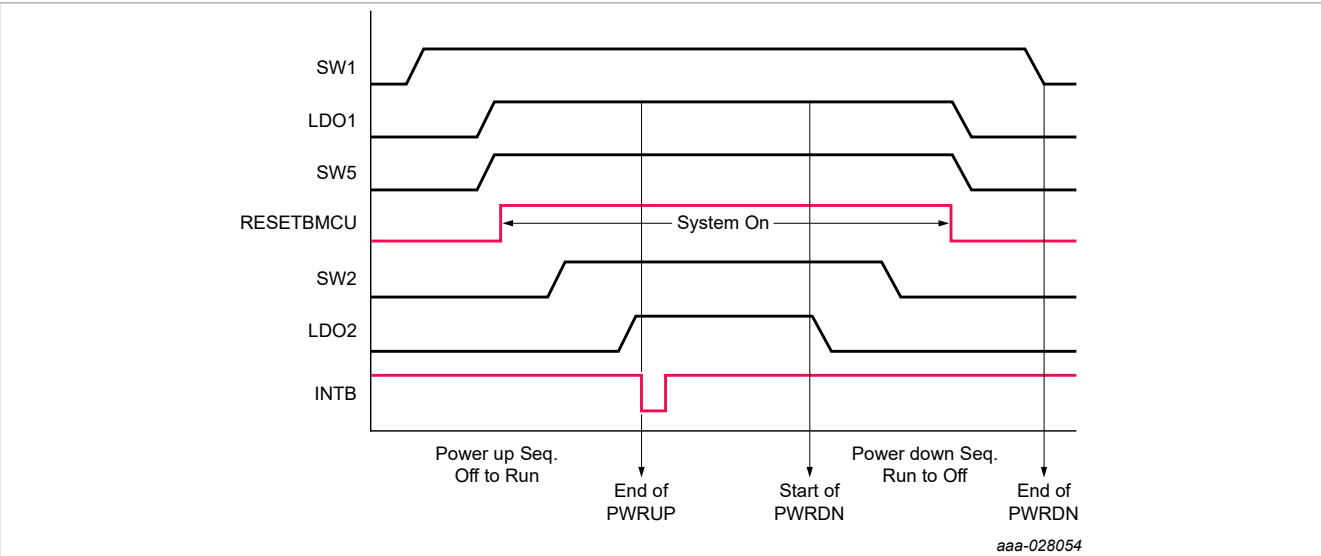 SW1
LDO1
SW5
RESETBMCU
System On
SW2
LDO2
INTB
Power up Seq.
Off to Run
End of
PWRUP
Start of
PWRDN
Power down Seq.
Run to Off
End of
PWRDN
aaa-028054